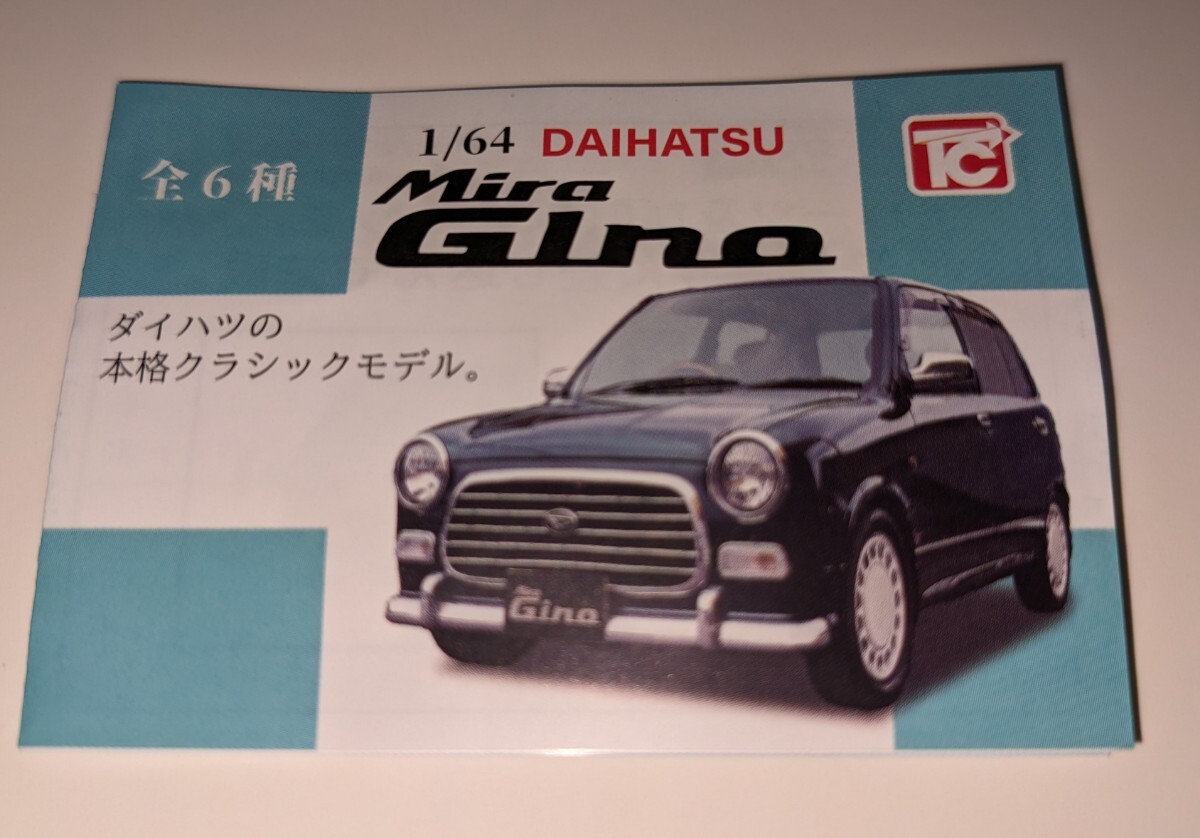 全6種
1/64 DAIHATSU
Mira
Gino
TC
ダイハツの
本格クラシックモデル。
Mira
Gino